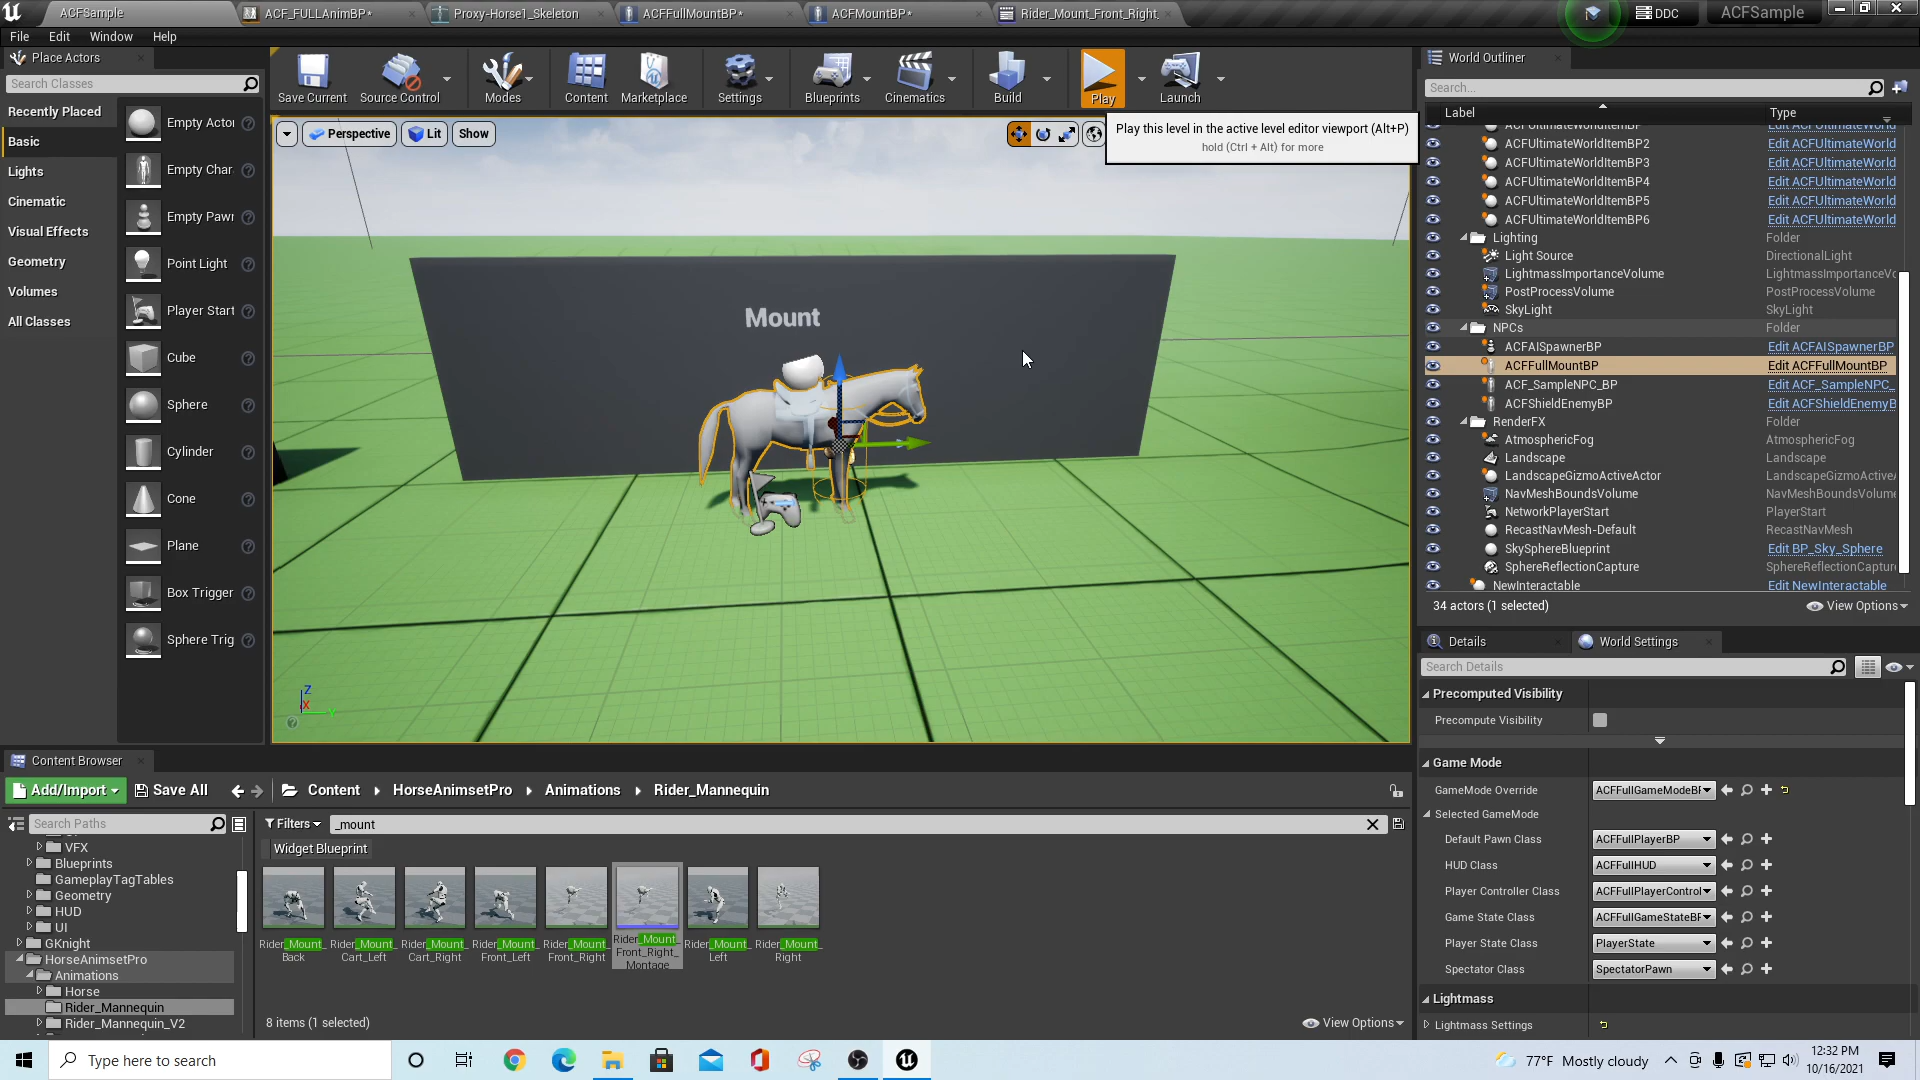 ACFSample
ACF_FULLAnimBP*
Proxy-Horse1_Skeleton
ACFFullMountBP*
ACFMountBP*
Rider_Mount_Front_Right_
DDC
ACFSample
File Edit Window Help
Place Actors
Search Classes
Recently Placed
Basic
Lights
Cinematic
Visual Effects
Geometry
Volumes
All Classes
Empty Actor
Empty Char
Empty Pawn
Point Light
Player Start
Cube
Sphere
Cylinder
Cone
Plane
Box Trigger
Sphere Trig
Save Current
Source Control
Modes
Content
Marketplace
Settings
Blueprints
Cinematics
Build
Play
Launch
Perspective
Lit
Show
Play this level in the active level editor viewport (Alt+P)
hold (Ctrl + Alt) for more
Mount
Z
X
World Outliner
Search...
Label Type
ACFUltimateWorldItemBP
ACFUltimateWorldItemBP2 Edit ACFUltimateWorld
ACFUltimateWorldItemBP3 Edit ACFUltimateWorld
ACFUltimateWorldItemBP4 Edit ACFUltimateWorld
ACFUltimateWorldItemBP5 Edit ACFUltimateWorld
ACFUltimateWorldItemBP6 Edit ACFUltimateWorld
Lighting Folder
Light Source DirectionalLight
LightmassImportanceVolume LightmassImportanceVo
PostProcessVolume PostProcessVolume
SkyLight SkyLight
NPCs Folder
ACFAISpawnerBP Edit ACFAISpawnerBP
ACFFullMountBP Edit ACFFullMountBP
ACF_SampleNPC_BP Edit ACF_SampleNPC_
ACFShieldEnemyBP Edit ACFShieldEnemyB
RenderFX Folder
AtmosphericFog AtmosphericFog
Landscape Landscape
LandscapeGizmoActiveActor LandscapeGizmoActiveA
NavMeshBoundsVolume NavMeshBoundsVolume
NetworkPlayerStart PlayerStart
RecastNavMesh-Default RecastNavMesh
SkySphereBlueprint Edit BP_Sky_Sphere
SphereReflectionCapture SphereReflectionCapture
NewInteractable Edit NewInteractable
34 actors (1 selected)
View Options
Details
World Settings
Search Details
Precomputed Visibility
Precompute Visibility
Game Mode
GameMode Override ACFFullGameModeBP
Selected GameMode
Default Pawn Class ACFFullPlayerBP
HUD Class ACFFullHUD
Player Controller Class ACFFullPlayerControl
Game State Class ACFFullGameStateBP
Player State Class PlayerState
Spectator Class SpectatorPawn
Lightmass
Lightmass Settings
Content Browser
Add/Import
Save All
Content HorseAnimsetPro Animations Rider_Mannequin
Search Paths
Filters
_mount
Widget Blueprint
VFX
Blueprints
GameplayTagTables
Geometry
HUD
UI
GKnight
HorseAnimsetPro
Animations
Horse
Rider_Mannequin
Rider_Mannequin_V2
Rider_Mount_
Back
Rider_Mount_
Cart_Left
Rider_Mount_
Cart_Right
Rider_Mount_
Front_Left
Rider_Mount_
Front_Right
Rider_Mount_
Front_Right_
Montage
Rider_Mount_
Left
Rider_Mount_
Right
8 items (1 selected)
View Options
Type here to search
77°F Mostly cloudy
12:32 PM
10/16/2021